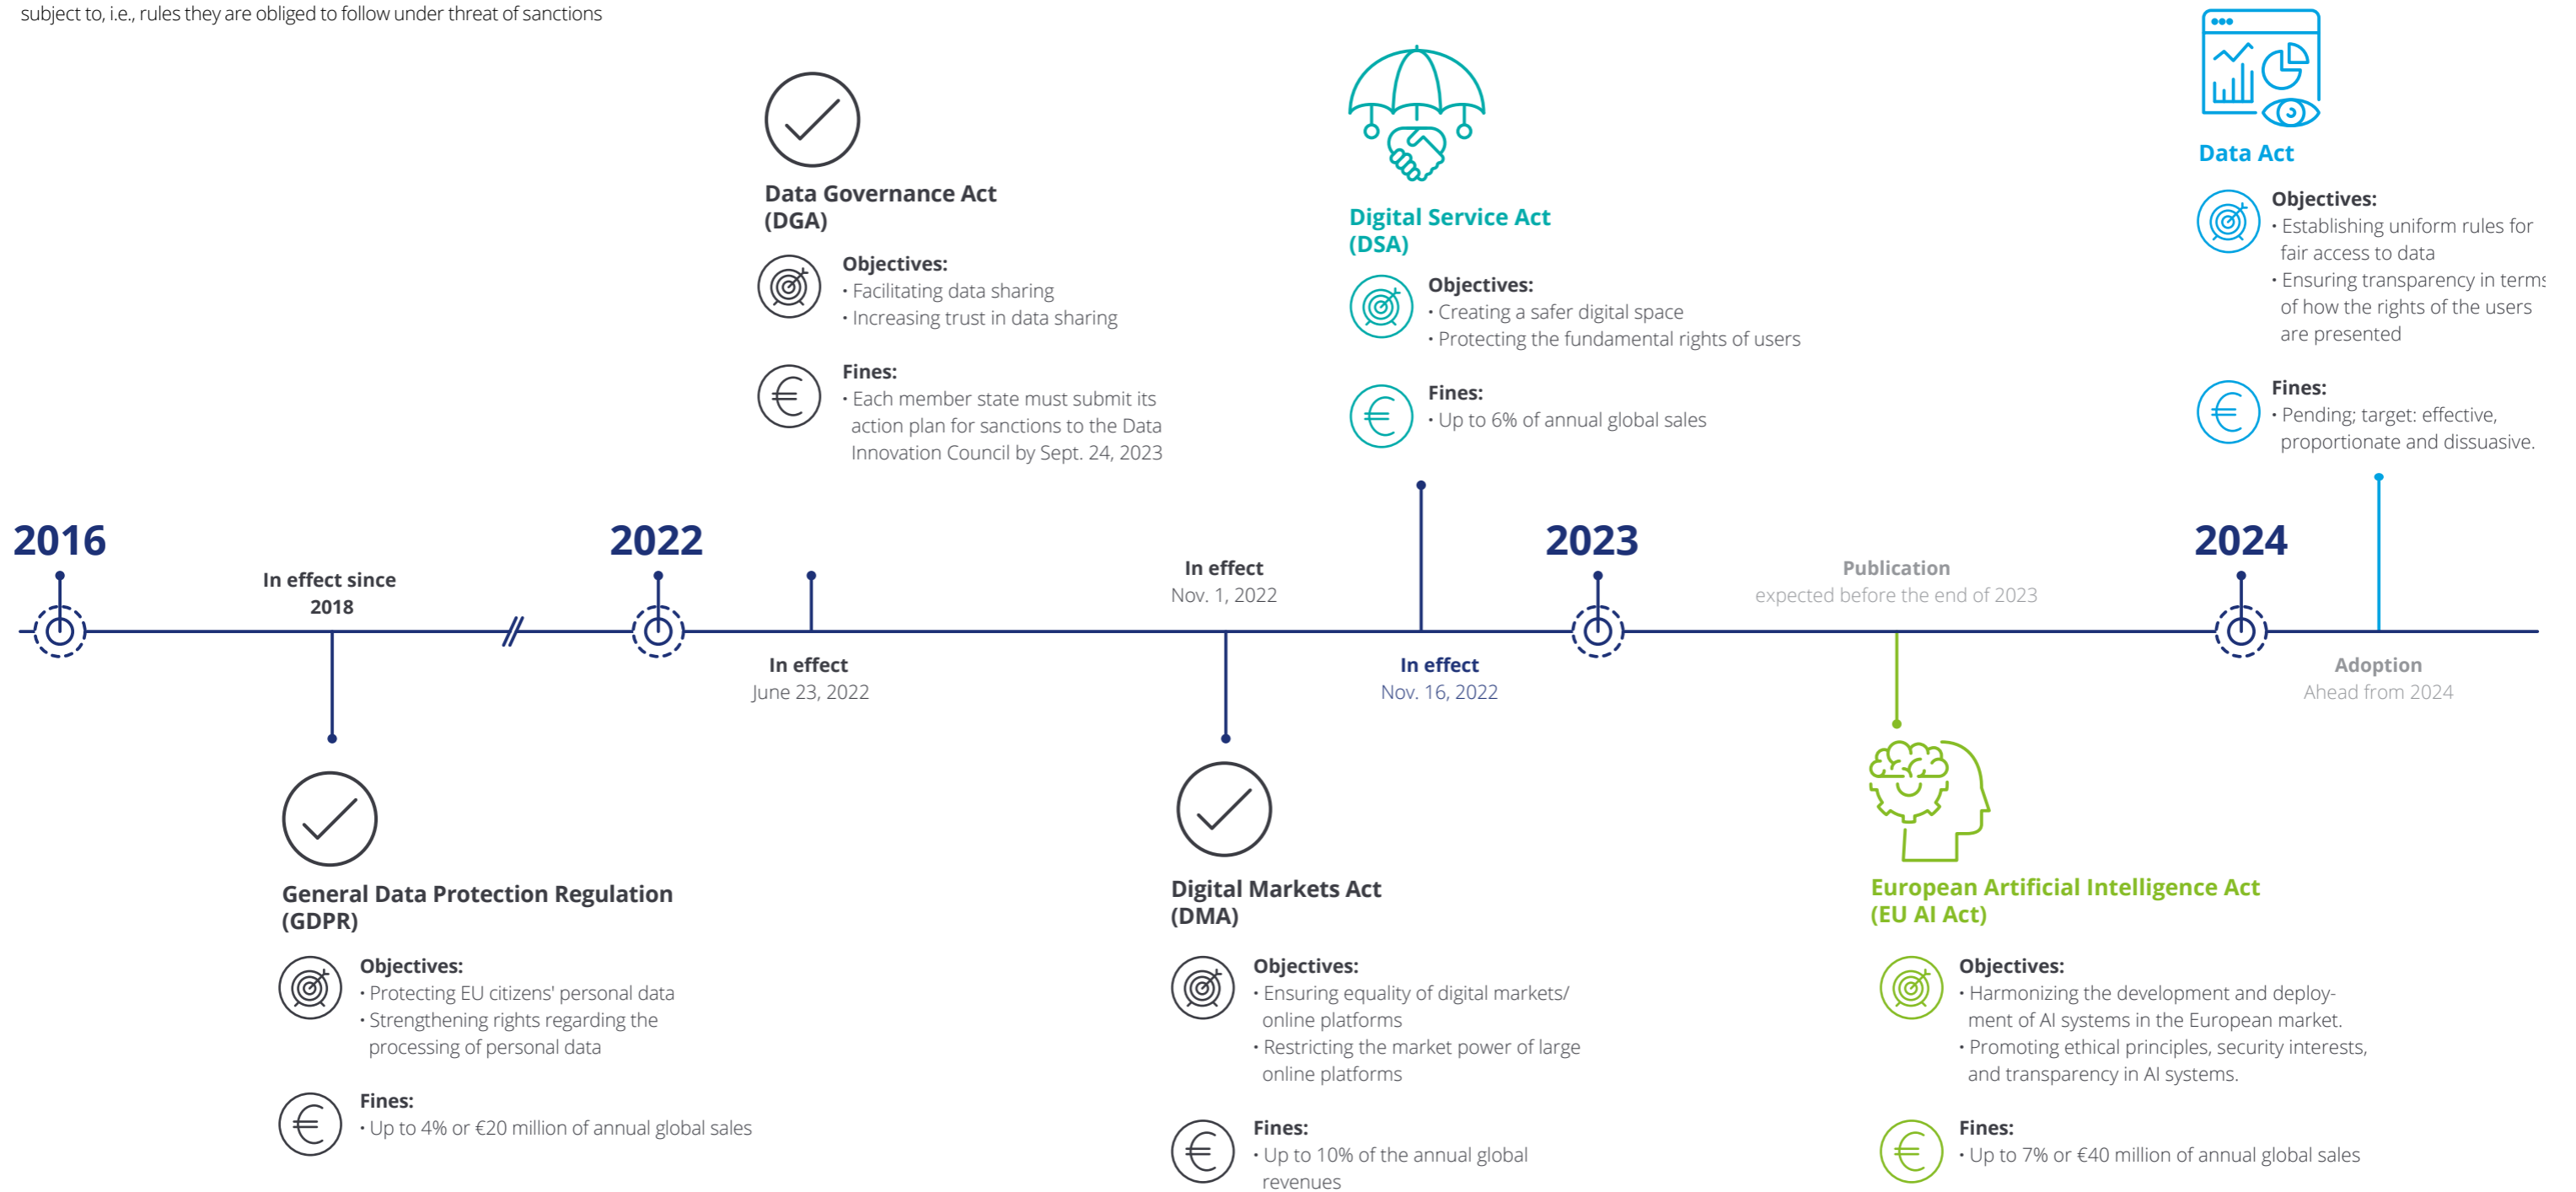 subject to, i.e., rules they are obliged to follow under threat of sanctions
Data Governance Act
(DGA)
Objectives:
• Facilitating data sharing
• Increasing trust in data sharing
Fines:
• Each member state must submit its
action plan for sanctions to the Data
Innovation Council by Sept. 24, 2023
Digital Service Act
(DSA)
Objectives:
• Creating a safer digital space
• Protecting the fundamental rights of users
Fines:
• Up to 6% of annual global sales
Data Act
Objectives:
• Establishing uniform rules for
fair access to data
• Ensuring transparency in terms
of how the rights of the users
are presented
Fines:
• Pending; target: effective,
proportionate and dissuasive.
2016
In effect since
2018
2022
In effect
June 23, 2022
In effect
Nov. 1, 2022
In effect
Nov. 16, 2022
2023
Publication
expected before the end of 2023
2024
Adoption
Ahead from 2024
General Data Protection Regulation
(GDPR)
Objectives:
• Protecting EU citizens' personal data
• Strengthening rights regarding the
processing of personal data
Fines:
• Up to 4% or €20 million of annual global sales
Digital Markets Act
(DMA)
Objectives:
• Ensuring equality of digital markets/
online platforms
• Restricting the market power of large
online platforms
Fines:
• Up to 10% of the annual global
revenues
European Artificial Intelligence Act
(EU AI Act)
Objectives:
• Harmonizing the development and deploy-
ment of AI systems in the European market.
• Promoting ethical principles, security interests,
and transparency in AI systems.
Fines:
• Up to 7% or €40 million of annual global sales